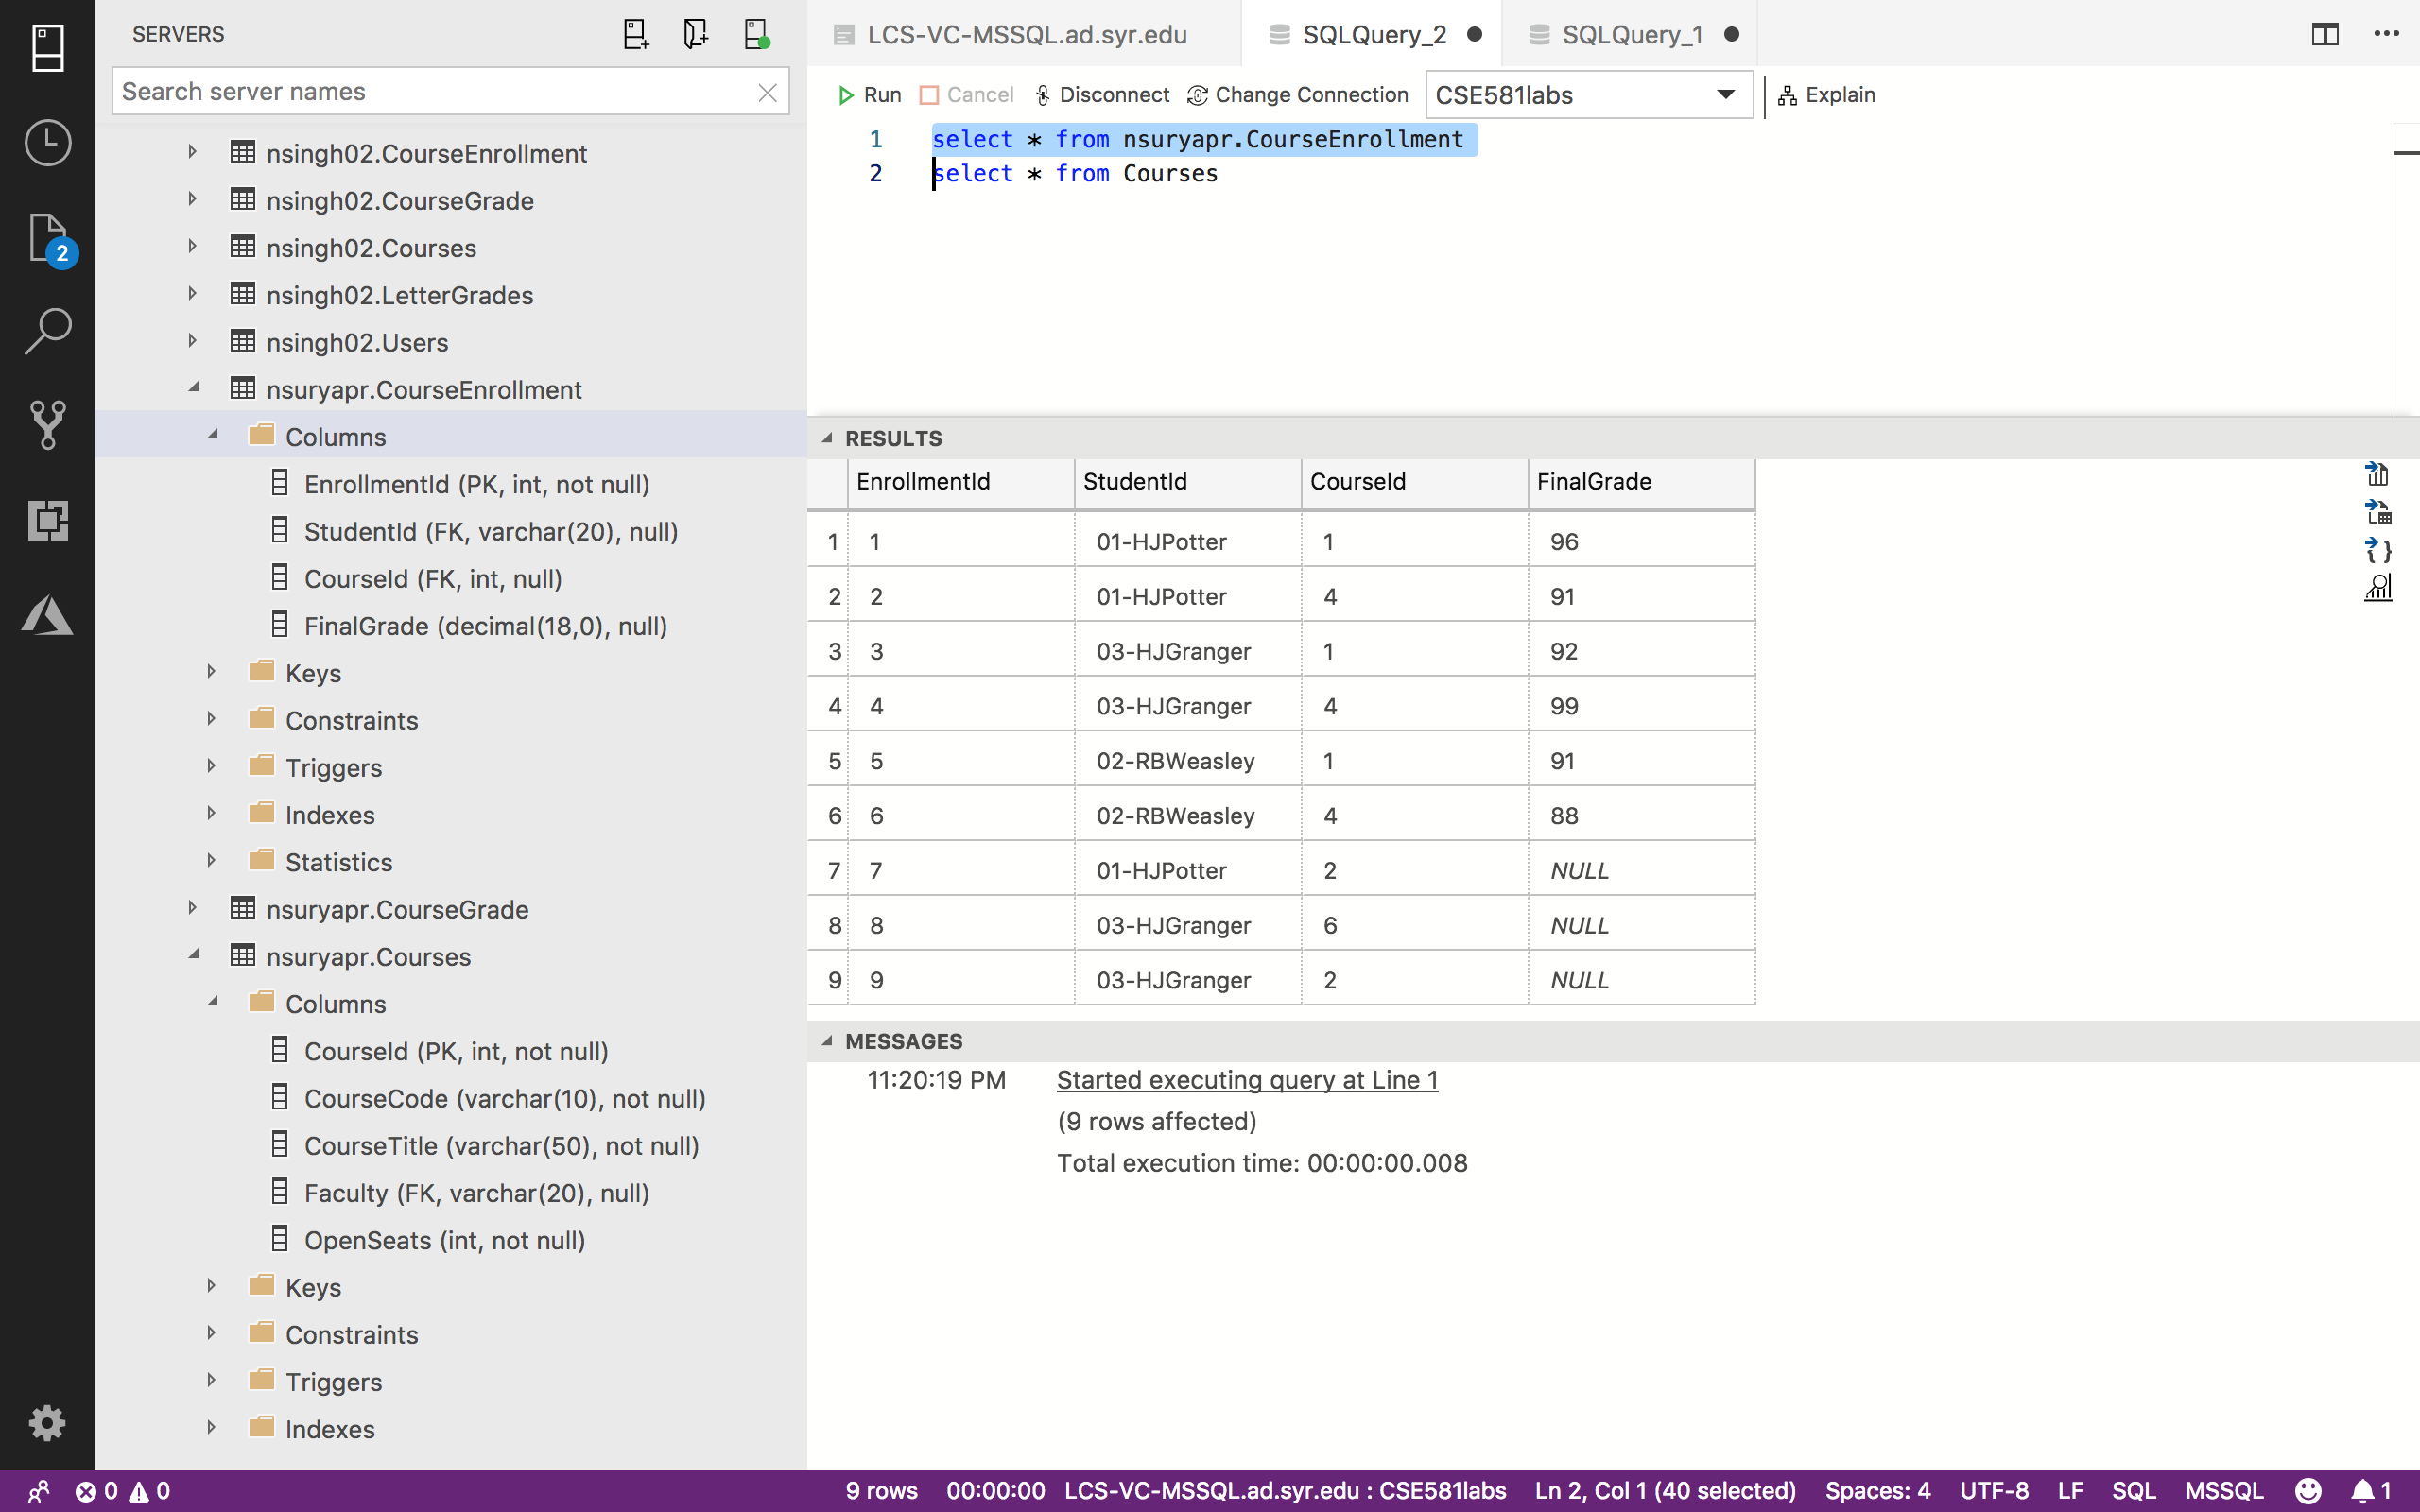 SERVERS
Search server names
nsingh02.CourseEnrollment
nsingh02.CourseGrade
nsingh02.Courses
nsingh02.LetterGrades
nsingh02.Users
nsuryapr.CourseEnrollment
Columns
EnrollmentId (PK, int, not null)
StudentId (FK, varchar(20), null)
CourseId (FK, int, null)
FinalGrade (decimal(18,0), null)
Keys
Constraints
Triggers
Indexes
Statistics
nsuryapr.CourseGrade
nsuryapr.Courses
Columns
CourseId (PK, int, not null)
CourseCode (varchar(10), not null)
CourseTitle (varchar(50), not null)
Faculty (FK, varchar(20), null)
OpenSeats (int, not null)
Keys
Constraints
Triggers
Indexes
2
LCS-VC-MSSQL.ad.syr.edu SQLQuery_2 SQLQuery_1
Run Cancel Disconnect Change Connection CSE581labs Explain
1 select * from nsuryapr.CourseEnrollment
2 select * from Courses
RESULTS
EnrollmentId StudentId CourseId FinalGrade
1 1 01-HJPotter 1 96
2 2 01-HJPotter 4 91
3 3 03-HJGranger 1 92
4 4 03-HJGranger 4 99
5 5 02-RBWeasley 1 91
6 6 02-RBWeasley 4 88
7 7 01-HJPotter 2 NULL
8 8 03-HJGranger 6 NULL
9 9 03-HJGranger 2 NULL
MESSAGES
11:20:19 PM Started executing query at Line 1
(9 rows affected)
Total execution time: 00:00:00.008
0 0 9 rows 00:00:00 LCS-VC-MSSQL.ad.syr.edu : CSE581labs Ln 2, Col 1 (40 selected) Spaces: 4 UTF-8 LF SQL MSSQL 1